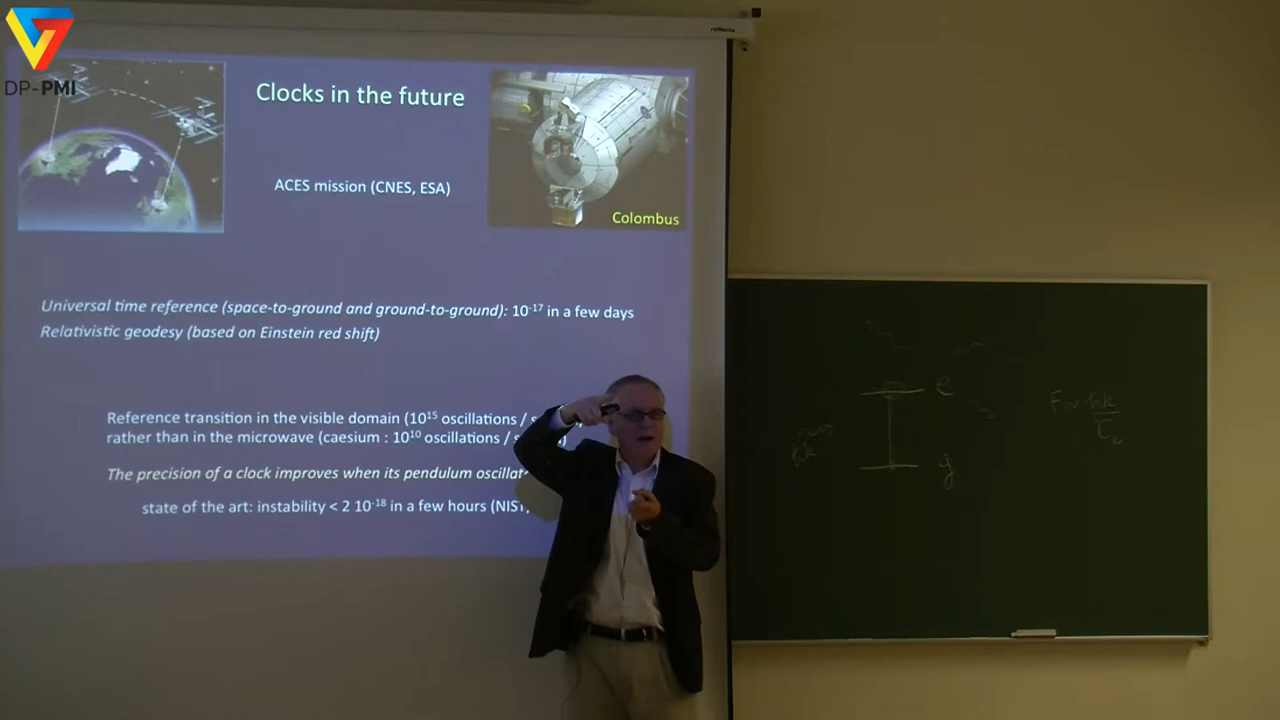 reflecta
DP-PMI
Clocks in the future
ACES mission (CNES, ESA)
Colombus
Universal time reference (space-to-ground and ground-to-ground): 10⁻¹⁷ in a few days
Relativistic geodesy (based on Einstein red shift)
Reference transition in the visible domain (10¹⁵ oscillations /
rather than in the microwave (caesium : 10¹⁰ oscillations /
The precision of a clock improves when its pendulum
state of the art: instability < 2 10⁻¹⁸ in a few hours (NIST,
e
g
ħk